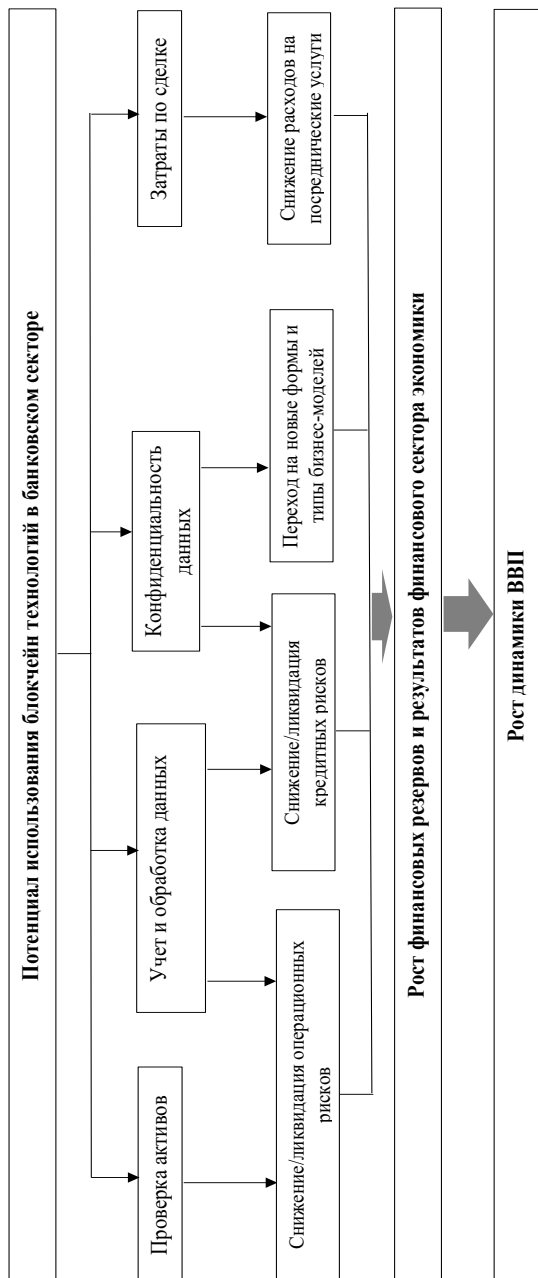 Потенциал использования блокчейн технологий в банковском секторе
Проверка активов
Учет и обработка данных
Конфиденциальность
данных
Затраты по сделке
Снижение/ликвидация операционных
рисков
Снижение/ликвидация
кредитных рисков
Переход на новые формы и
типы бизнес-моделей
Снижение расходов на
посреднические услуги
Рост финансовых резервов и результатов финансового сектора экономики
Рост динамики ВВП